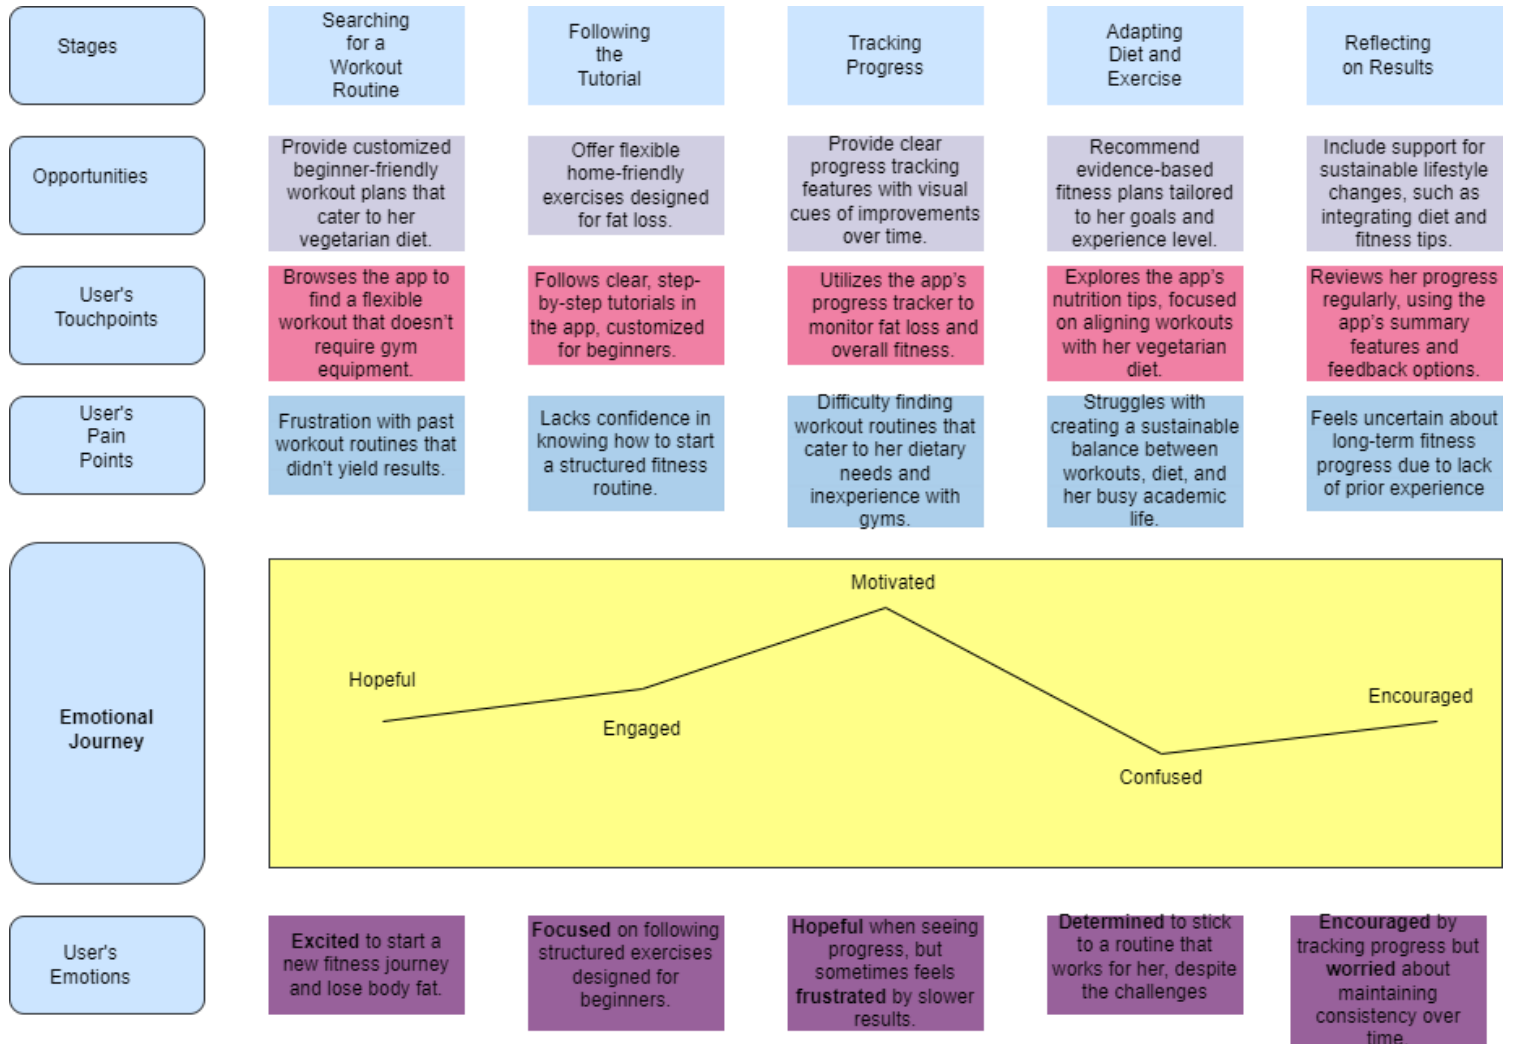 Stages
Searching
for a
Workout
Routine
Following
the
Tutorial
Tracking
Progress
Adapting
Diet and
Exercise
Reflecting
on Results
Opportunities
Provide customized
beginner-friendly
workout plans that
cater to her
vegetarian diet.
Offer flexible
home-friendly
exercises designed
for fat loss.
Provide clear
progress tracking
features with visual
cues of improvements
over time.
Recommend
evidence-based
fitness plans tailored
to her goals and
experience level.
Include support for
sustainable lifestyle
changes, such as
integrating diet and
fitness tips.
User's
Touchpoints
Browses the app to
find a flexible
workout that doesn't
require gym
equipment.
Follows clear, step-
by-step tutorials in
the app, customized
for beginners.
Utilizes the app's
progress tracker to
monitor fat loss and
overall fitness.
Explores the app's
nutrition tips, focused
on aligning workouts
with her vegetarian
diet.
Reviews her progress
regularly, using the
app's summary
features and
feedback options.
User's
Pain
Points
Frustration with past
workout routines that
didn't yield results.
Lacks confidence in
knowing how to start
a structured fitness
routine.
Difficulty finding
workout routines that
cater to her dietary
needs and
inexperience with
gyms.
Struggles with
creating a sustainable
balance between
workouts, diet, and
her busy academic
life.
Feels uncertain about
long-term fitness
progress due to lack
of prior experience
Emotional
Journey
Hopeful
Engaged
Motivated
Confused
Encouraged
User's
Emotions
Excited to start a
new fitness journey
and lose body fat.
Focused on following
structured exercises
designed for
beginners.
Hopeful when seeing
progress, but
sometimes feels
frustrated by slower
results.
Determined to stick
to a routine that
works for her, despite
the challenges
Encouraged by
tracking progress but
worried about
maintaining
consistency over
time